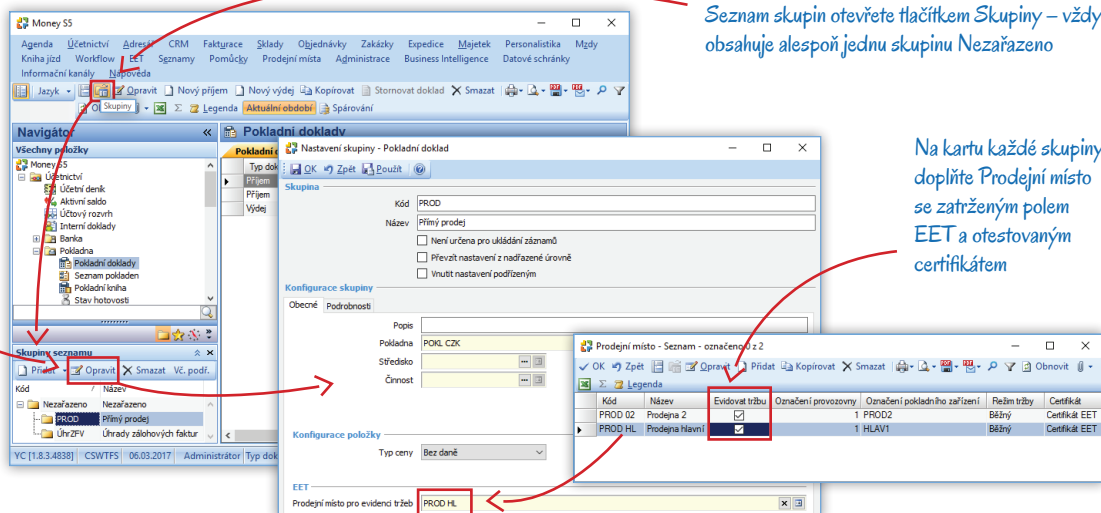 Seznam skupin otevřete tlačítkem Skupiny – vždy
obsahuje alespoň jednu skupinu Nezařazeno
Money S5
Agenda Účetnictví Adresář CRM Fakturace Sklady Objednávky Zakázky Expedice Majetek Personalistika Mzdy
Kniha jízd Workflow EET Seznamy Pomůcky Prodejní místa Administrace Business Intelligence Datové schránky
Informační kanály Nápověda
Jazyk Opravit Nový příjem Nový výdej Kopírovat Stornovat doklad Smazat
Skupiny Legenda Aktuální období Spárování
Navigátor
Všechny položky
Money S5
Účetnictví
Účetní deník
Aktivní saldo
Účtový rozvrh
Interní doklady
Banka
Pokladna
Pokladní doklady
Seznam pokladen
Pokladní kniha
Stav hotovosti
Skupiny seznamu
Přidat Opravit Smazat Vč. podř.
Kód Název
Nezařazeno Nezařazeno
PROD Přímý prodej
ÚhrZFV Úhrady zálohových faktur
YC [1.8.3.4838] CSWTFS 06.03.2017 Administrátor Typ dok
Pokladní doklady
Pokladní d
Typ dok
Příjem
Příjem
Výdej
Nastavení skupiny - Pokladní doklad
OK Zpět Použít
Skupina
Kód PROD
Název Přímý prodej
Není určena pro ukládání záznamů
Převzít nastavení z nadřazené úrovně
Vnutit nastavení podřízeným
Konfigurace skupiny
Obecné Podrobnosti
Popis
Pokladna POKL CZK
Středisko
Činnost
Konfigurace položky
Typ ceny Bez daně
EET
Prodejní místo pro evidenci tržeb PROD HL
Na kartu každé skupiny
doplňte Prodejní místo
se zatrženým polem
EET a otestovaným
certifikátem
Prodejní místo - Seznam - označeno 0 z 2
OK Zpět Opravit Přidat Kopírovat Smazat Obnovit
Legenda
Kód Název Evidovat tržbu Označení provozovny Označení pokladního zařízení Režim tržby Certifikát
PROD 02 Prodejna 2 1 PROD2 Běžný Certifikát EET
PROD HL Prodejna hlavní 1 HLAV1 Běžný Certifikát EET